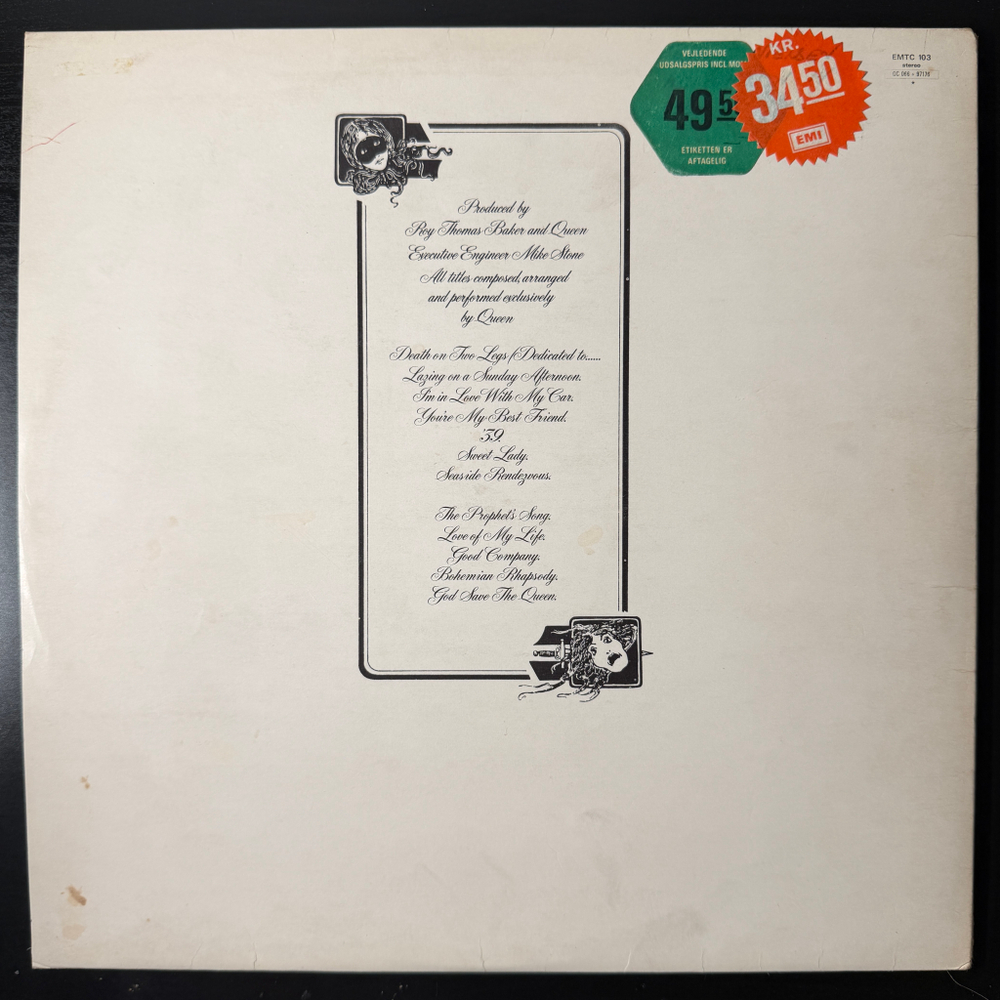 VEJLEDENDE
UDSALGSPRIS INCL
49 5
ETIKETTEN ER
AFTAGELIG
KR.
34 50
EMI
EMTC 103
stereo
Produced by
Roy Thomas Baker and Queen
Executive Engineer Mike Stone
All titles composed, arranged
and performed exclusively
by Queen
Death on Two Legs (Dedicated to......
Lazing on a Sunday Afternoon.
I'm in Love With My Car.
You're My Best Friend.
'39.
Sweet Lady.
Seaside Rendezvous.
The Prophet's Song.
Love of My Life.
Good Company.
Bohemian Rhapsody.
God Save The Queen.